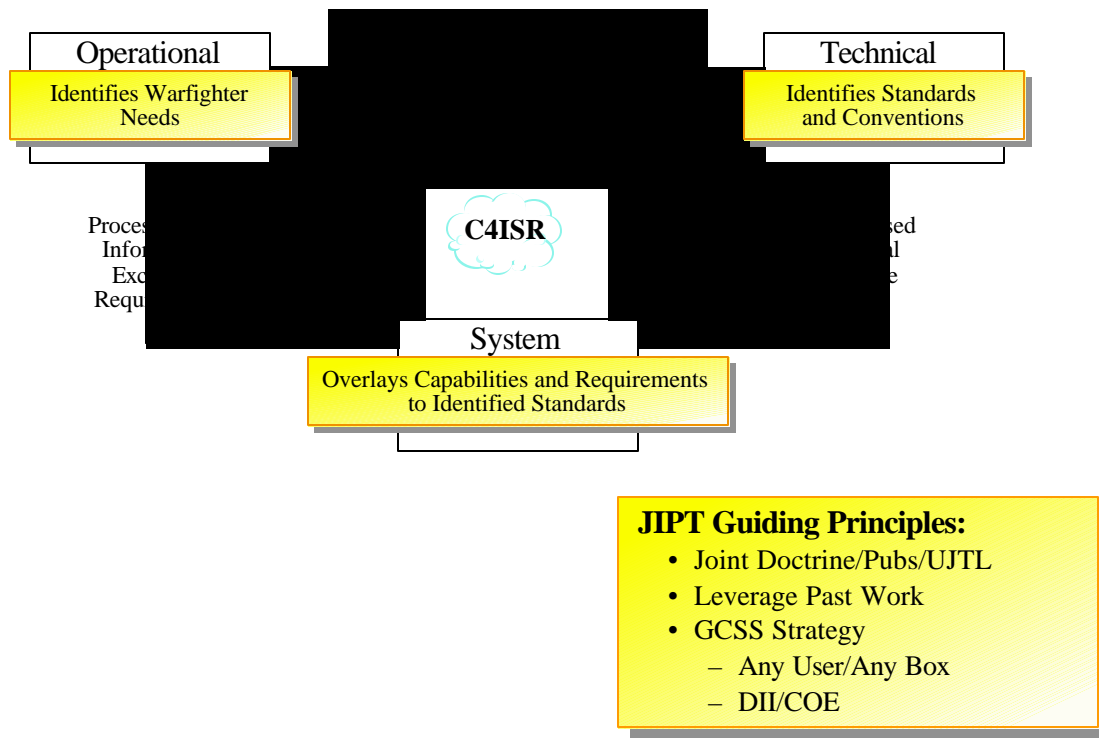 Operational
Identifies Warfighter
Needs
Technical
Identifies Standards
and Conventions
C4ISR
System
Overlays Capabilities and Requirements
to Identified Standards
JIPT Guiding Principles:
• Joint Doctrine/Pubs/UJTL
• Leverage Past Work
• GCSS Strategy
– Any User/Any Box
– DII/COE